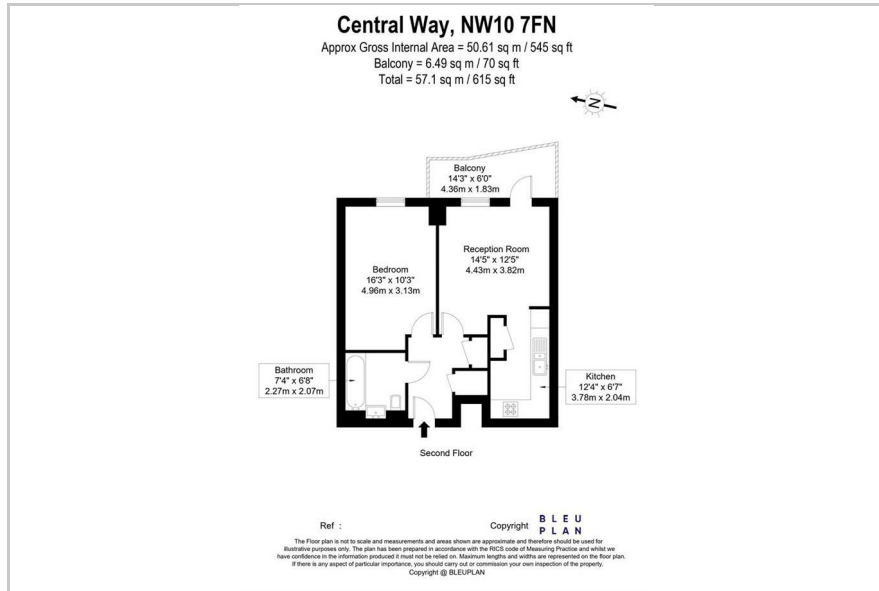 Central Way, NW10 7FN
Approx Gross Internal Area = 50.61 sq m / 545 sq ft
Balcony = 6.49 sq m / 70 sq ft
Total = 57.1 sq m / 615 sq ft
N
Balcony
14'3" x 6'0"
4.36m x 1.83m
Reception Room
14'5" x 12'5"
4.43m x 3.82m
Bedroom
16'3" x 10'3"
4.96m x 3.13m
Bathroom
7'4" x 6'8"
2.27m x 2.07m
Kitchen
12'4" x 6'7"
3.78m x 2.04m
Second Floor
Ref :
Copyright
BLEU
PLAN
The Floor plan is not to scale and measurements and areas shown are approximate and therefore should be used for
illustrative purposes only. The plan has been prepared in accordance with the RICS code of Measuring Practice and whilst we
have confidence in the information produced it must not be relied on. Maximum lengths and widths are represented on the floor plan.
If there is any aspect of particular importance, you should carry out or commission your own inspection of the property.
Copyright @ BLEUPLAN